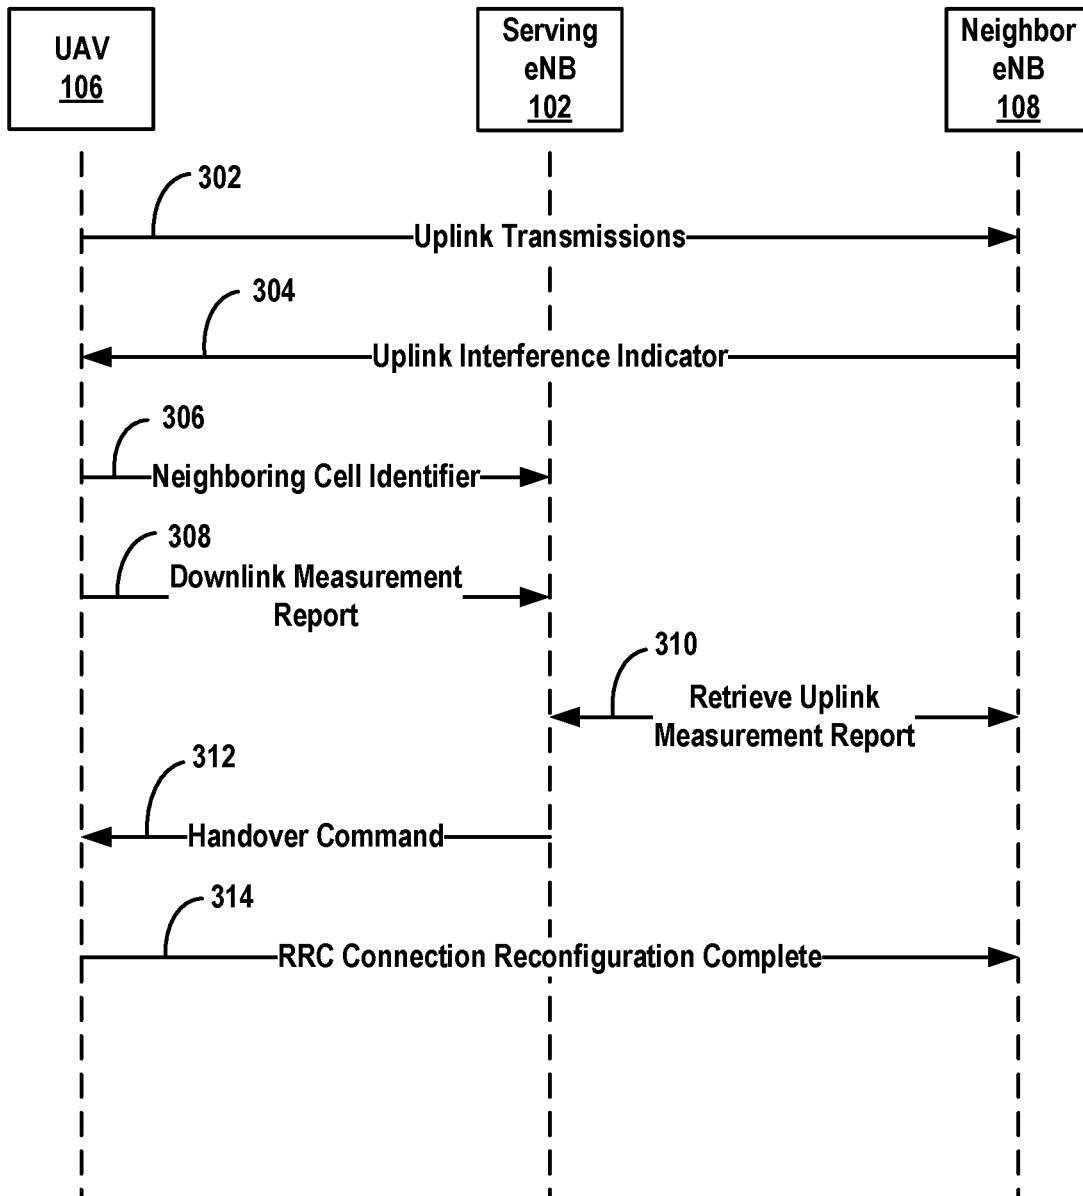 UAV
106
Serving
eNB
102
Neighbor
eNB
108
302
Uplink Transmissions
304
Uplink Interference Indicator
306
Neighboring Cell Identifier
308
Downlink Measurement
Report
310
Retrieve Uplink
Measurement Report
312
Handover Command
314
RRC Connection Reconfiguration Complete